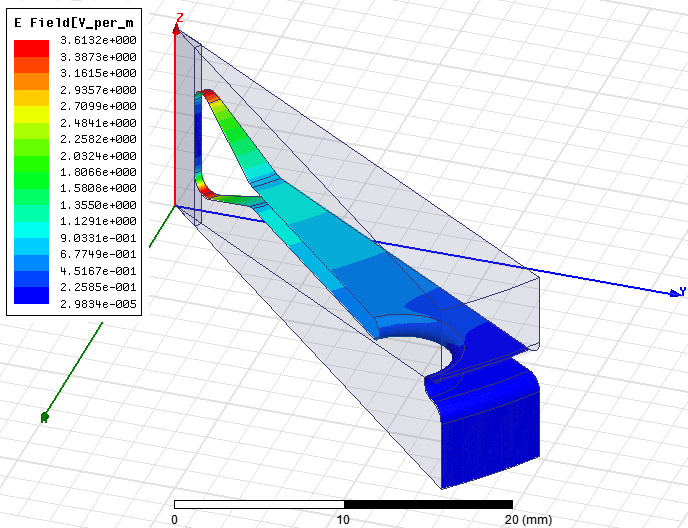 E Field[V_per_m
3.6132e+000
3.3873e+000
3.1615e+000
2.9357e+000
2.7099e+000
2.4841e+000
2.2582e+000
2.0324e+000
1.8066e+000
1.5808e+000
1.3550e+000
1.1291e+000
9.0331e-001
6.7749e-001
4.5167e-001
2.2585e-001
2.9834e-005
Z
Y
0 10 20 (mm)